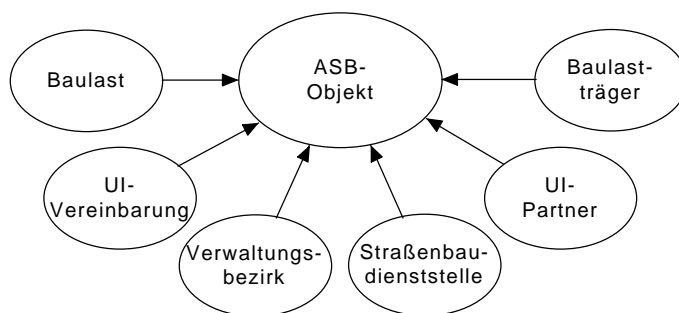 ASB-
Objekt
Baulast
Baulast-
träger
UI-
Vereinbarung
UI-
Partner
Verwaltungs-
bezirk
Straßenbau-
dienststelle